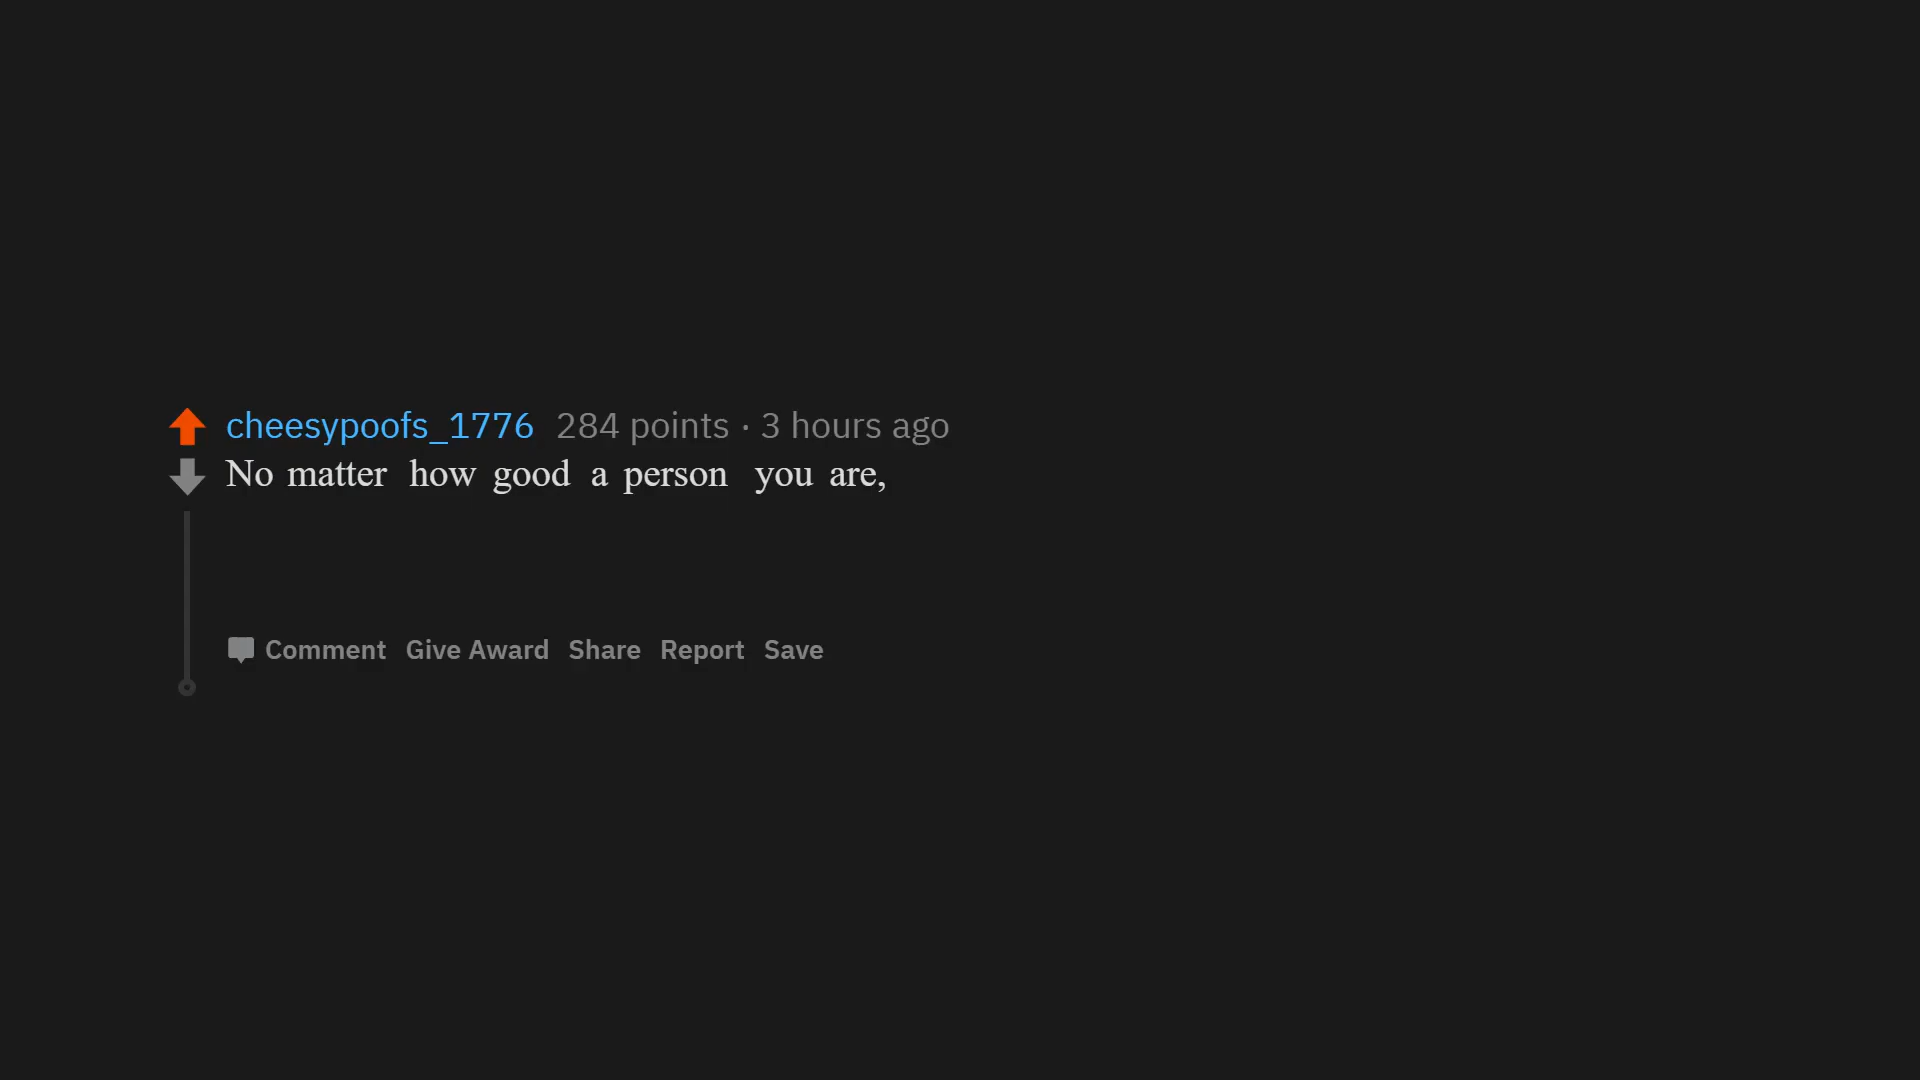 cheesypoofs_1776 284 points · 3 hours ago
No matter how good a person you are,
Comment Give Award Share Report Save